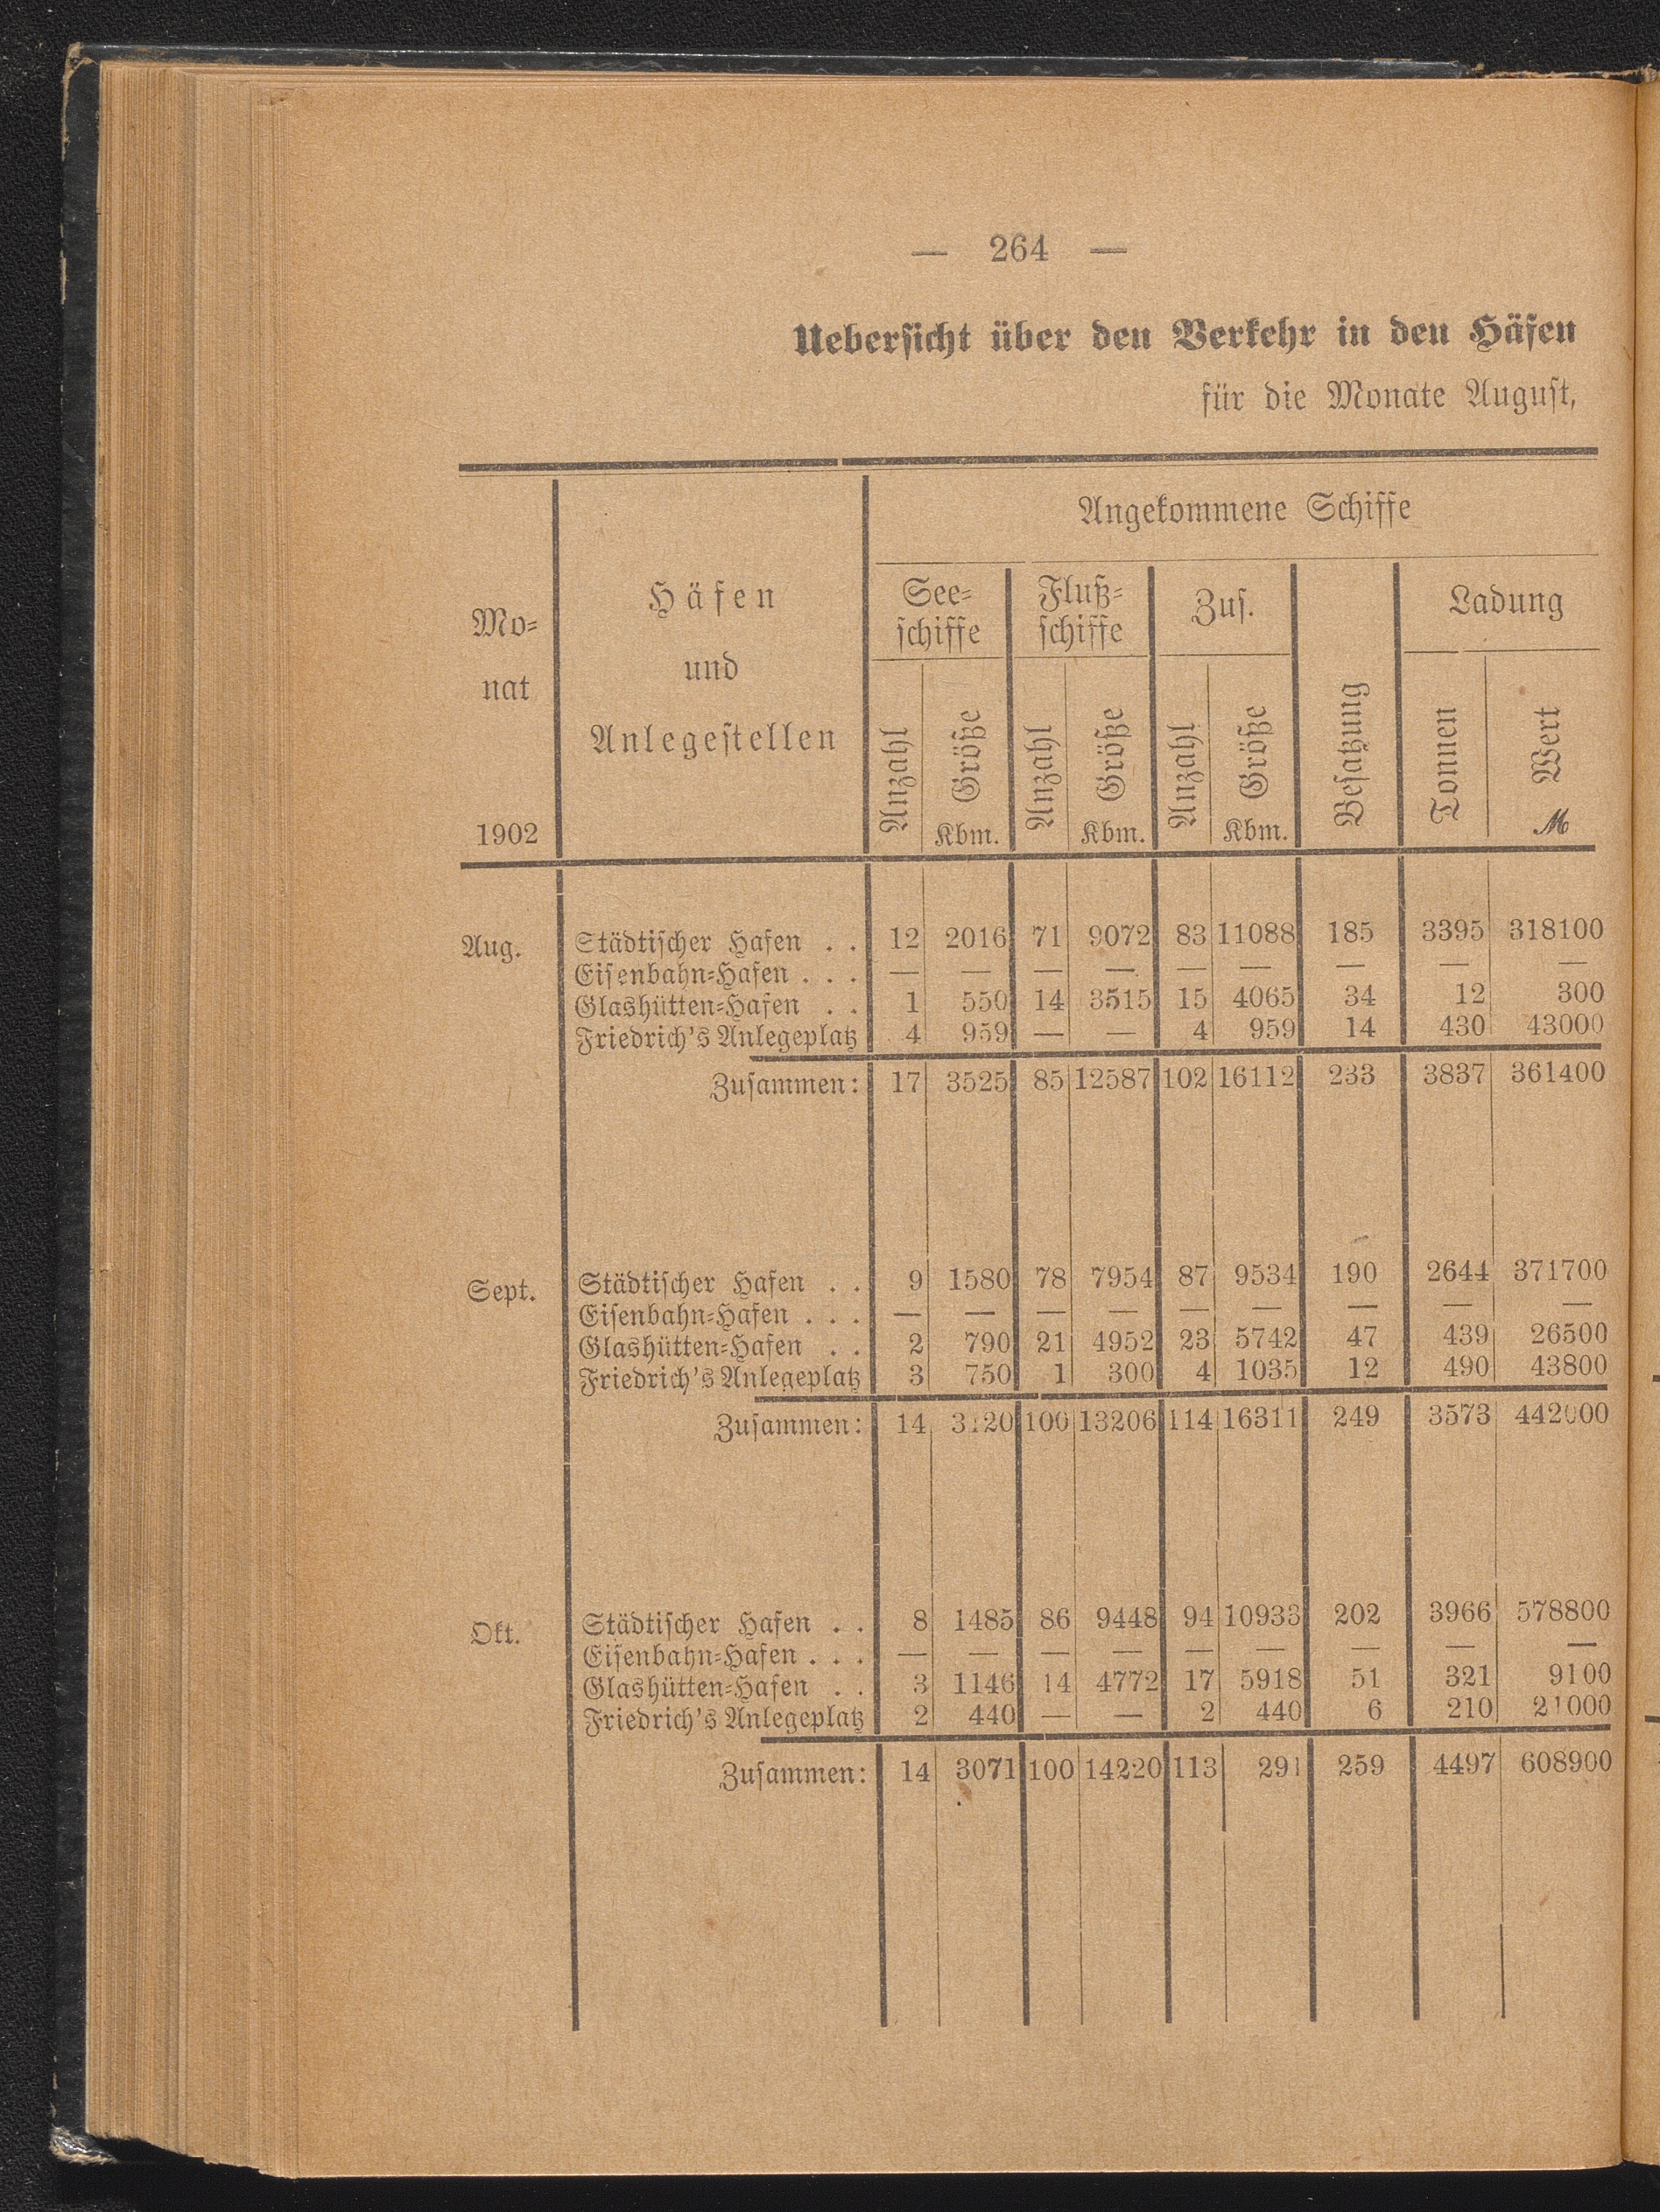 — 264 —
Uebersicht über den Verkehr in den Häfen
für die Monate August,
Angekommene Schiffe
Mo-
nat
1902
Häfen
und
Anlegestellen
See-
schiffe
Fluß-
schiffe
Zus.
Besatzung
Ladung
Anzahl
Größe
Kbm.
Anzahl
Größe
Kbm.
Anzahl
Größe
Kbm.
Tonnen
Wert
ℳ
Aug. Städtischer Hafen . . 12 2016 71 9072 83 11088 185 3395 318100
Eisenbahn-Hafen . . . — — — — — — — — —
Glashütten-Hafen . . 1 550 14 3515 15 4065 34 12 300
Friedrich's Anlegeplatz 4 959 — — 4 959 14 430 43000
Zusammen: 17 3525 85 12587 102 16112 233 3837 361400
Sept. Städtischer Hafen . . 9 1580 78 7954 87 9534 190 2644 371700
Eisenbahn-Hafen . . . — — — — — — — — —
Glashütten-Hafen . . 2 790 21 4952 23 5742 47 439 26500
Friedrich's Anlegeplatz 3 750 1 300 4 1035 12 490 43800
Zusammen: 14 3120 100 13206 114 16311 249 3573 442000
Okt. Städtischer Hafen . . 8 1485 86 9448 94 10933 202 3966 578800
Eisenbahn-Hafen . . . — — — — — — — — —
Glashütten-Hafen . . 3 1146 14 4772 17 5918 51 321 9100
Friedrich's Anlegeplatz 2 440 — — 2 440 6 210 21000
Zusammen: 14 3071 100 14220 113 291 259 4497 608900